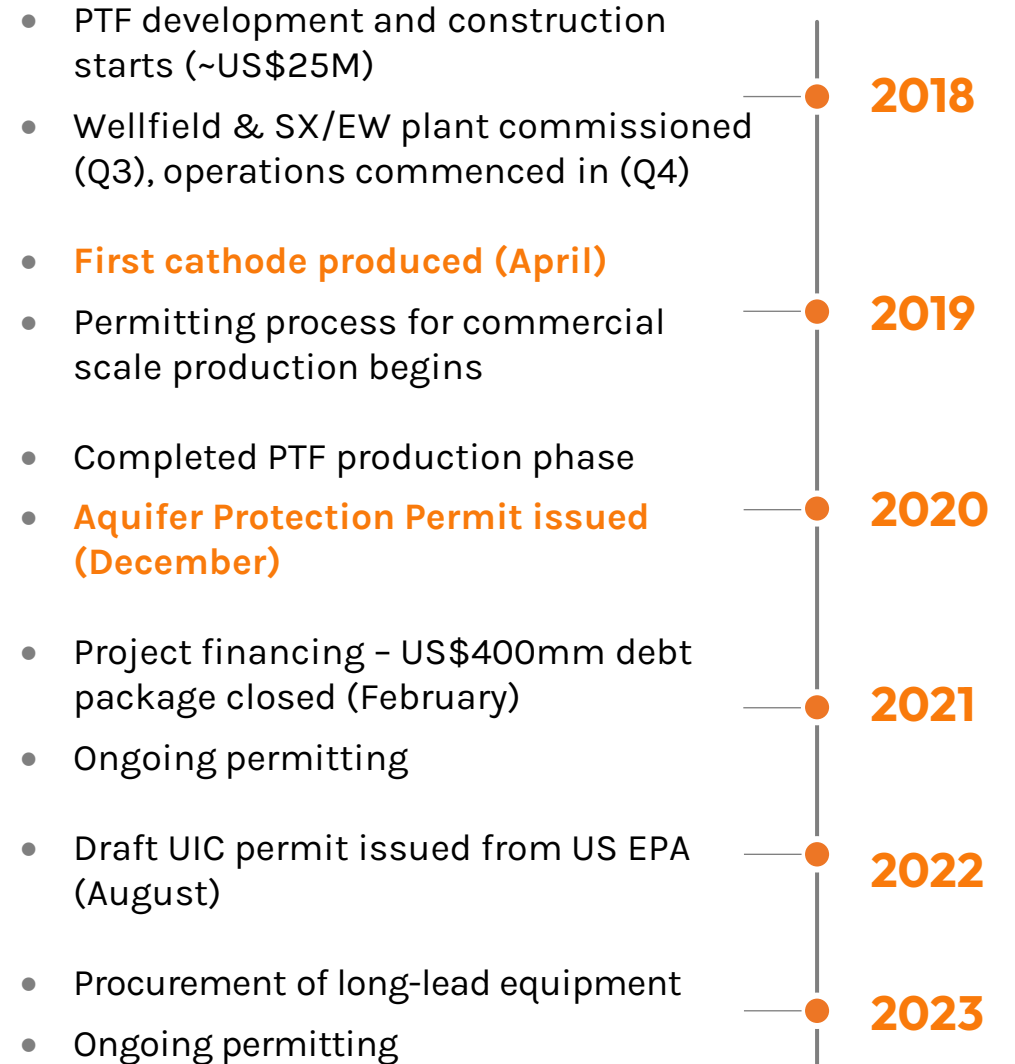 • PTF development and construction
starts (~US$25M)
2018
• Wellfield & SX/EW plant commissioned
(Q3), operations commenced in (Q4)
• First cathode produced (April)
2019
• Permitting process for commercial
scale production begins
• Completed PTF production phase
2020
• Aquifer Protection Permit issued
(December)
• Project financing – US$400mm debt
package closed (February)
2021
• Ongoing permitting
• Draft UIC permit issued from US EPA
(August)
2022
• Procurement of long-lead equipment
2023
• Ongoing permitting